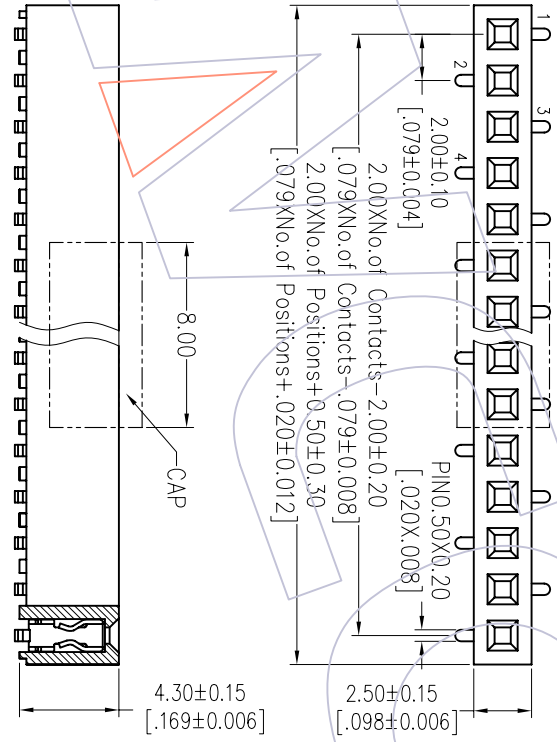 1
2
3
4
2.00±0.10
[.079±0.004]
2.00XNo.of Contacts-2.00±0.20
[.079XNo.of Contacts-.079±0.008]
2.00XNo.of Positions+0.50±0.30
[.079XNo.of Positions+.020±0.012]
PIN0.50X0.20
[.020X.008]
8.00
CAP
4.30±0.15
[.169±0.006]
2.50±0.15
[.098±0.006]